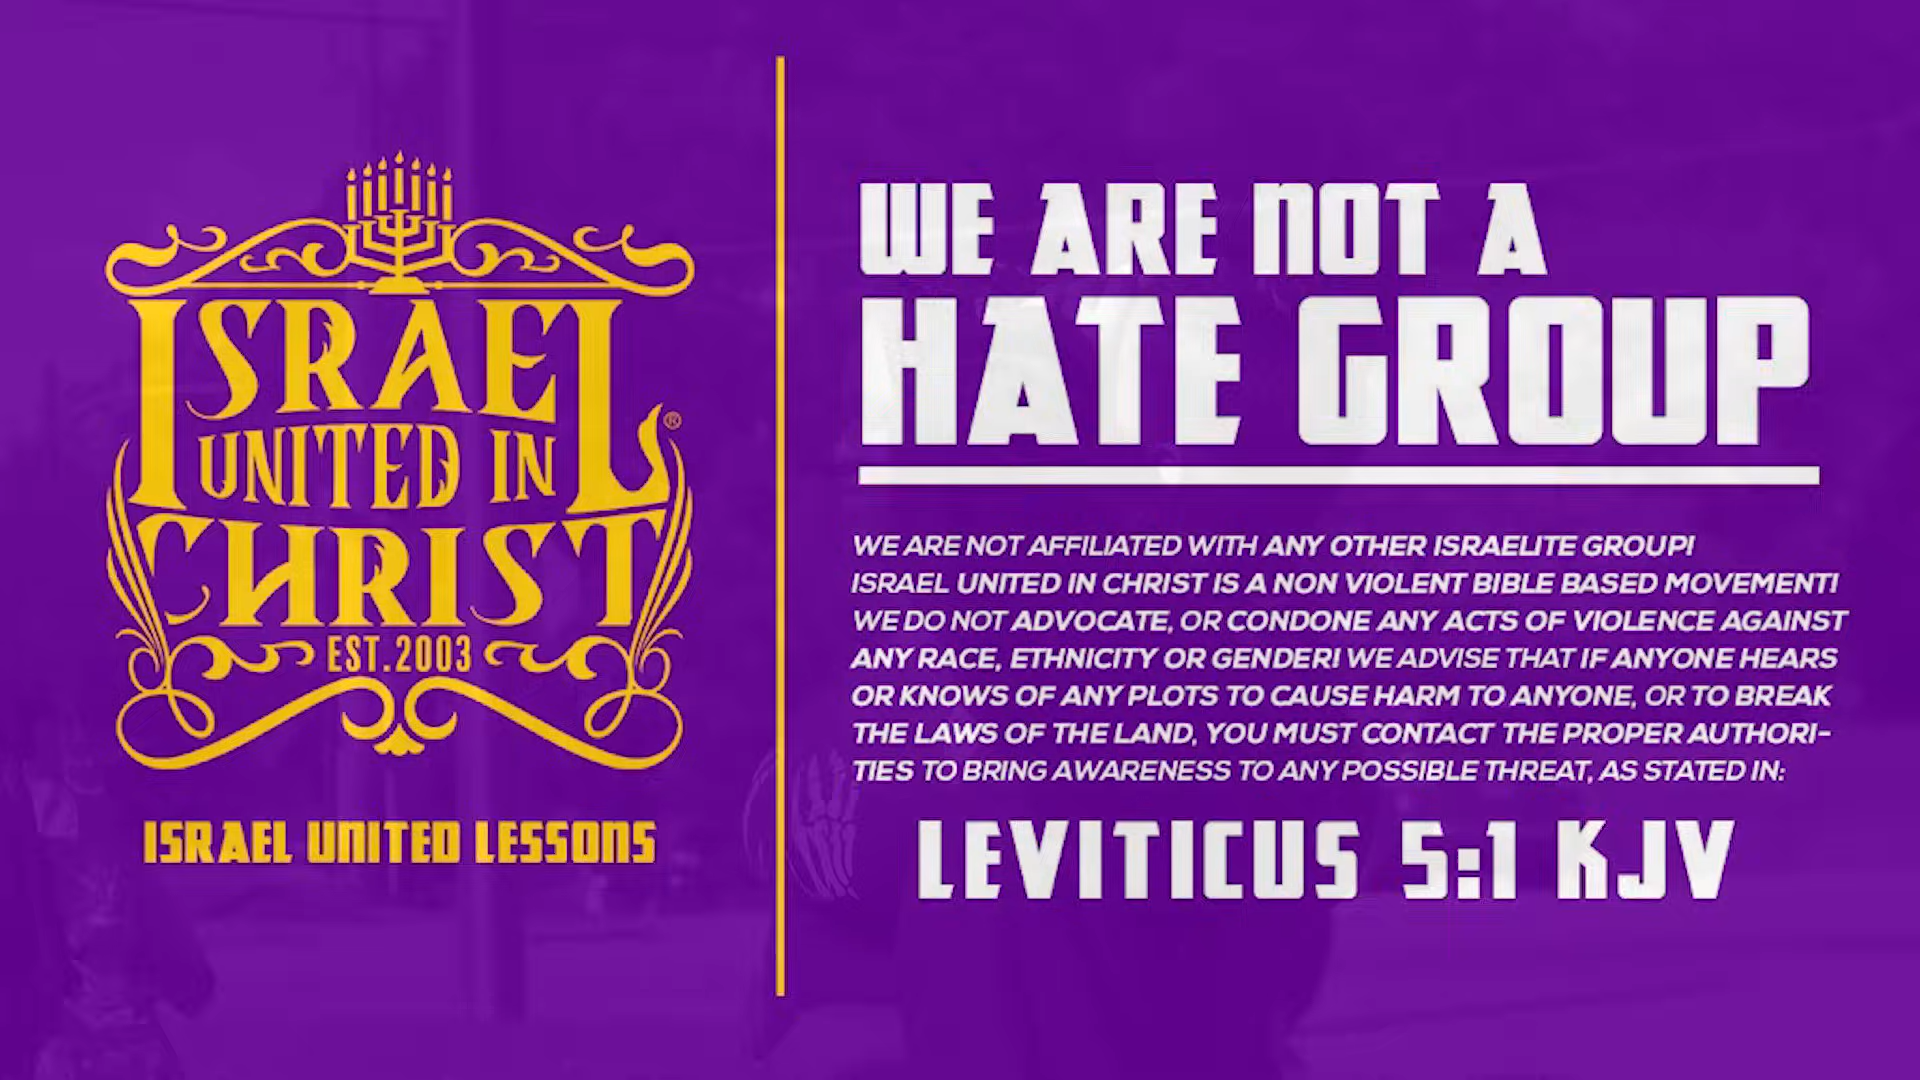 ISRAEL
UNITED IN
CHRIST
®
EST.2003
ISRAEL UNITED LESSONS
WE ARE NOT A
HATE GROUP
WE ARE NOT AFFILIATED WITH ANY OTHER ISRAELITE GROUP!
ISRAEL UNITED IN CHRIST IS A NON VIOLENT BIBLE BASED MOVEMENT!
WE DO NOT ADVOCATE, OR CONDONE ANY ACTS OF VIOLENCE AGAINST
ANY RACE, ETHNICITY OR GENDER! WE ADVISE THAT IF ANYONE HEARS
OR KNOWS OF ANY PLOTS TO CAUSE HARM TO ANYONE, OR TO BREAK
THE LAWS OF THE LAND, YOU MUST CONTACT THE PROPER AUTHORI-
TIES TO BRING AWARENESS TO ANY POSSIBLE THREAT, AS STATED IN:
LEVITICUS 5:1 KJV